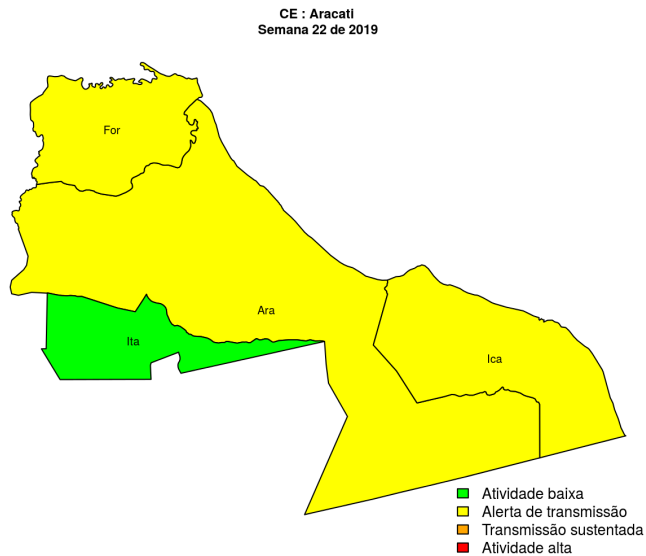 CE : Aracati
Semana 22 de 2019
For
Ara
Ita
Ica
Atividade baixa
Alerta de transmissão
Transmissão sustentada
Atividade alta